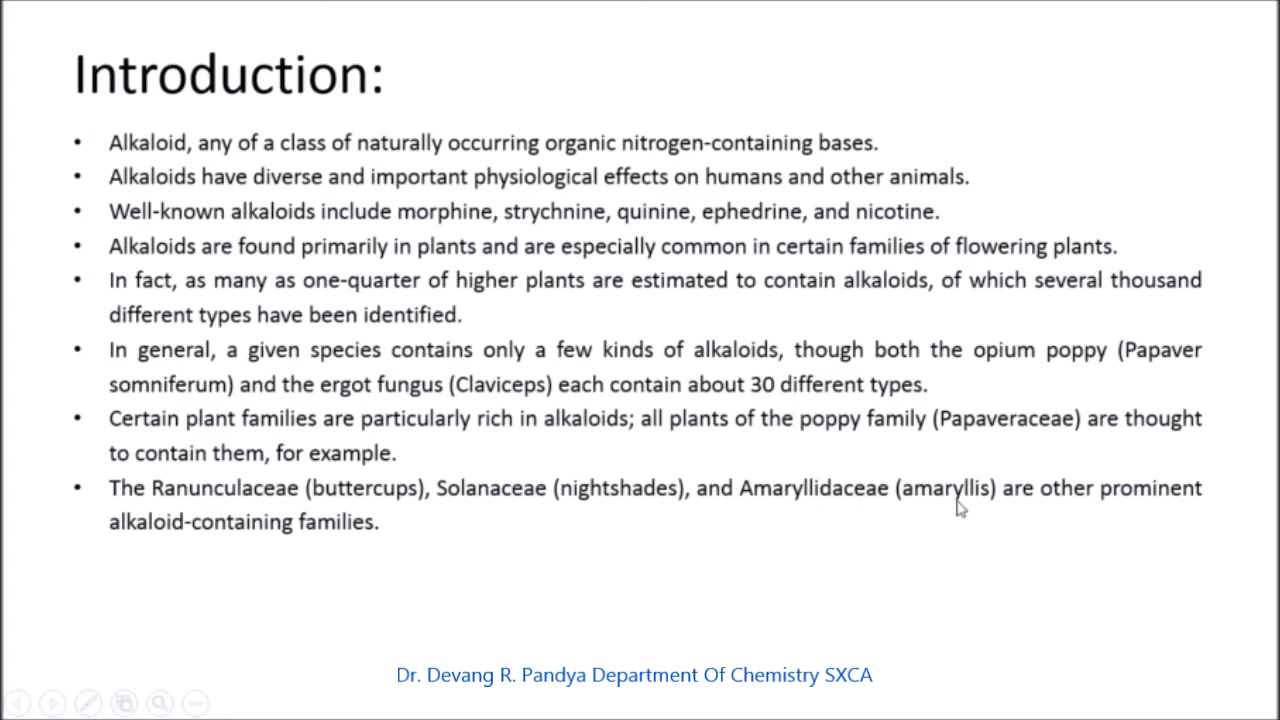 Introduction:
• Alkaloid, any of a class of naturally occurring organic nitrogen-containing bases.
• Alkaloids have diverse and important physiological effects on humans and other animals.
• Well-known alkaloids include morphine, strychnine, quinine, ephedrine, and nicotine.
• Alkaloids are found primarily in plants and are especially common in certain families of flowering plants.
• In fact, as many as one-quarter of higher plants are estimated to contain alkaloids, of which several thousand
different types have been identified.
• In general, a given species contains only a few kinds of alkaloids, though both the opium poppy (Papaver
somniferum) and the ergot fungus (Claviceps) each contain about 30 different types.
• Certain plant families are particularly rich in alkaloids; all plants of the poppy family (Papaveraceae) are thought
to contain them, for example.
• The Ranunculaceae (buttercups), Solanaceae (nightshades), and Amaryllidaceae (amaryllis) are other prominent
alkaloid-containing families.
Dr. Devang R. Pandya Department Of Chemistry SXCA